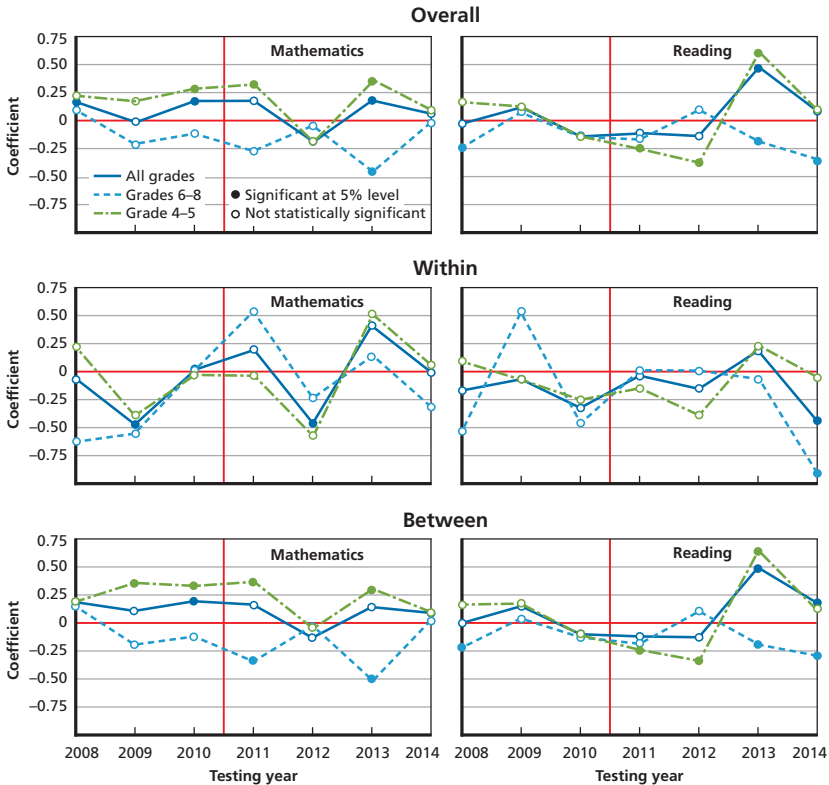 Overall
Mathematics
Reading
0.75
0.50
0.25
0
–0.25
–0.50
–0.75
Coefficient
All grades
Grades 6–8
Grade 4–5
Significant at 5% level
Not statistically significant
Within
Mathematics
Reading
0.75
0.50
0.25
0
–0.25
–0.50
–0.75
Coefficient
Between
Mathematics
Reading
0.75
0.50
0.25
0
–0.25
–0.50
–0.75
Coefficient
2008 2009 2010 2011 2012 2013 2014
2008 2009 2010 2011 2012 2013 2014
Testing year
Testing year